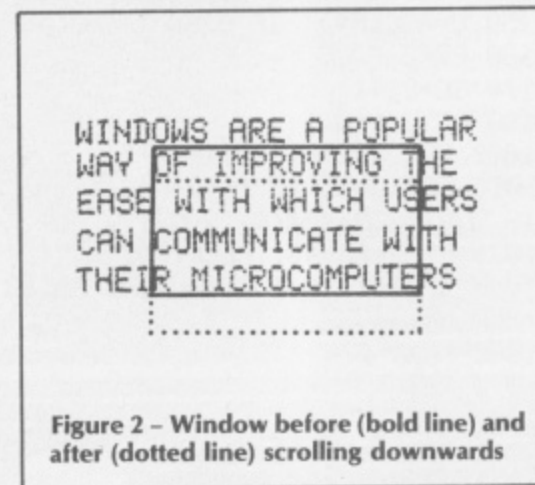 WINDOWS ARE A POPULAR
WAY OF IMPROVING THE
EASE WITH WHICH USERS
CAN COMMUNICATE WITH
THEIR MICROCOMPUTERS
Figure 2 – Window before (bold line) and
after (dotted line) scrolling downwards